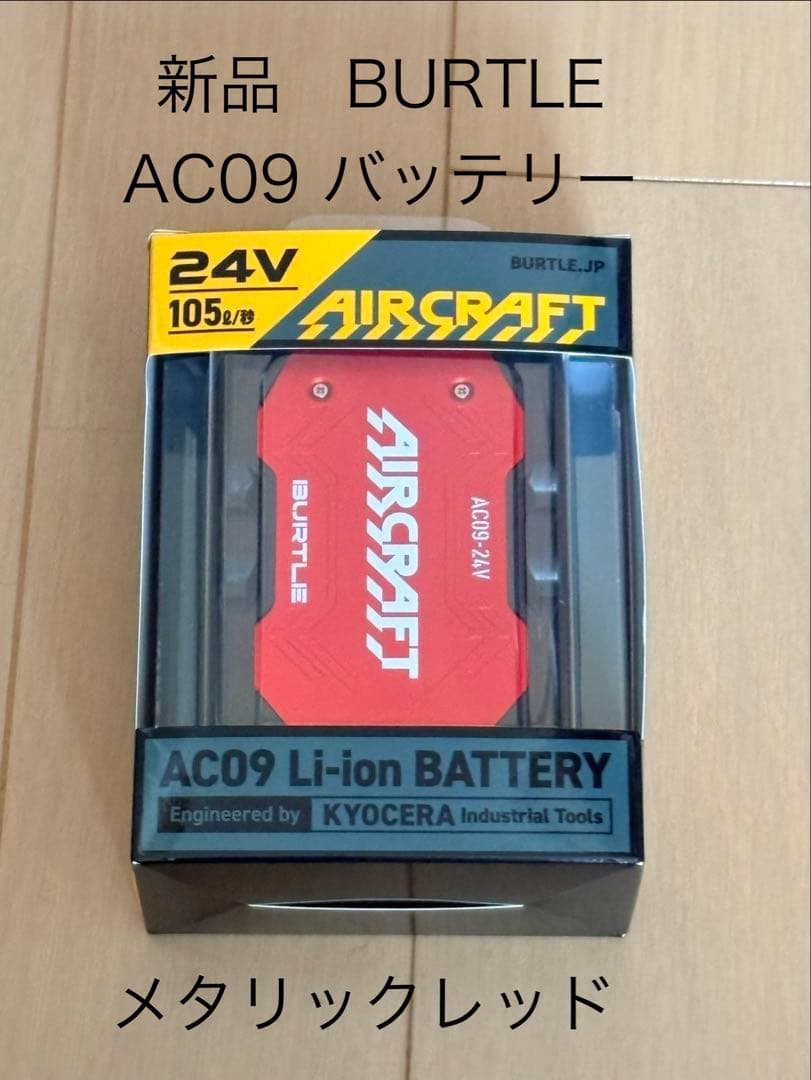 新品　BURTLE
AC09 バッテリー
24V
105ℓ/秒
BURTLE.JP
AIRCRAFT
AIRCRAFT
BURTLE
AC09-24V
AC09 Li-ion BATTERY
Engineered by KYOCERA Industrial Tools
メタリックレッド